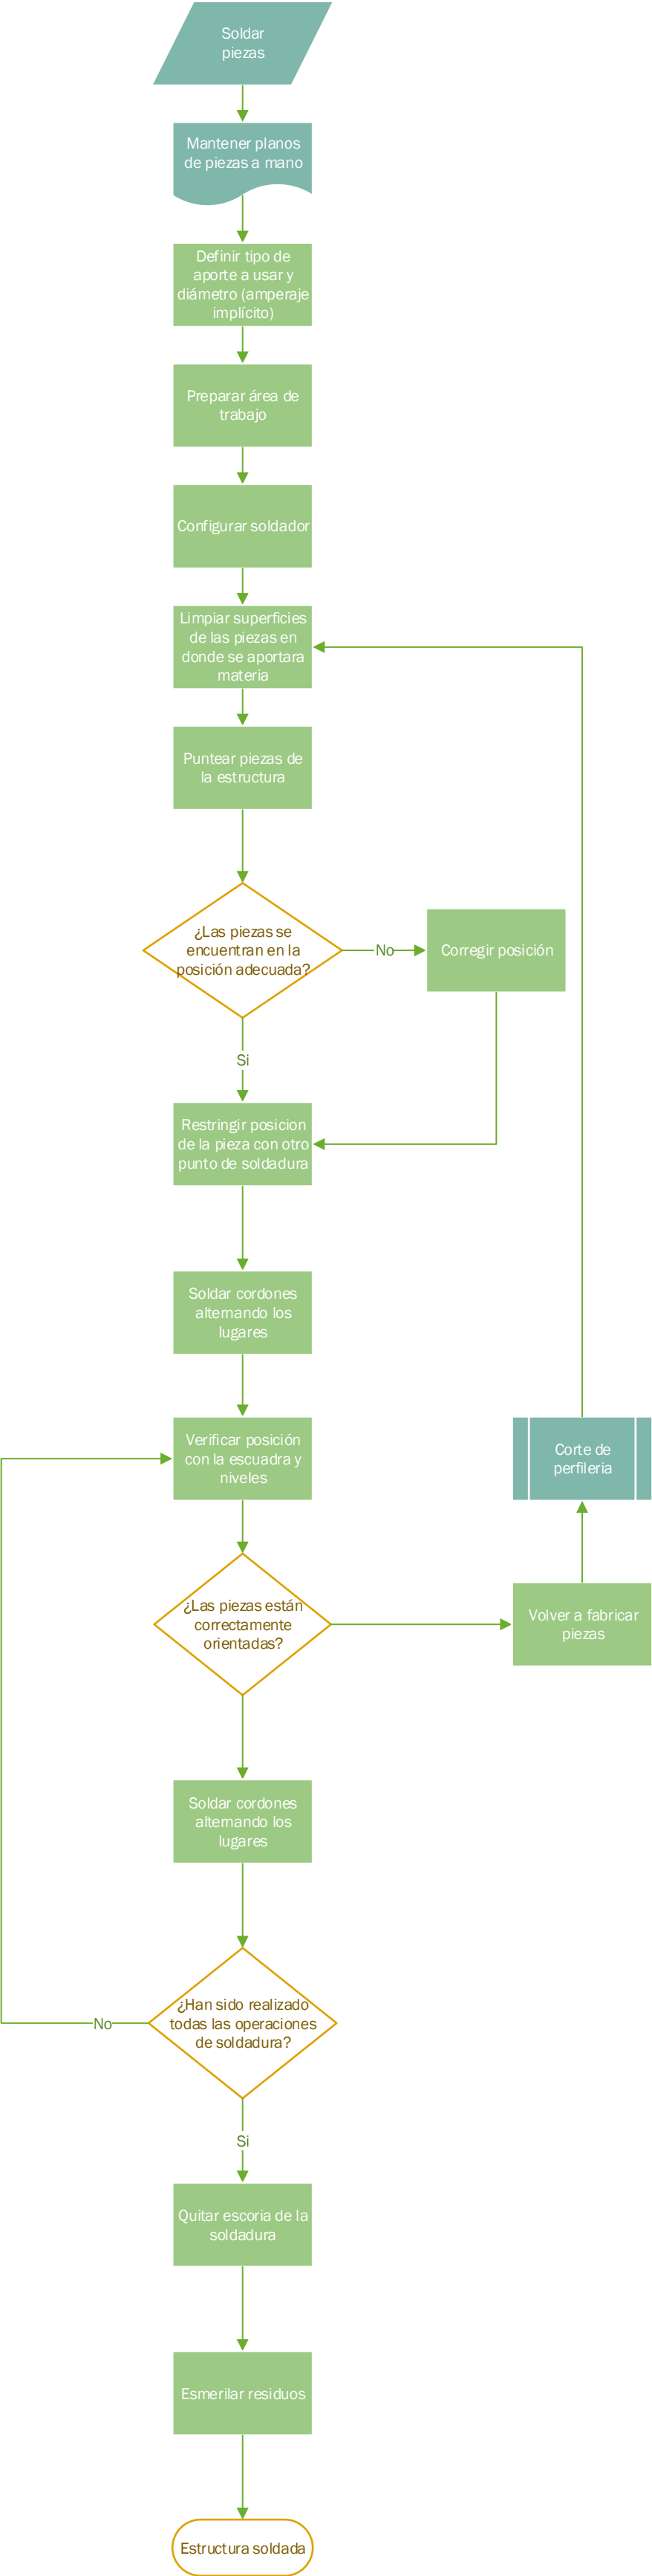 Soldar
piezas
Mantener planos
de piezas a mano
Definir tipo de
aporte a usar y
diámetro (amperaje
implícito)
Preparar área de
trabajo
Configurar soldador
Limpiar superficies
de las piezas en
donde se aportara
materia
Puntear piezas de
la estructura
¿Las piezas se
encuentran en la
posición adecuada?
No
Corregir posición
Si
Restringir posicion
de la pieza con otro
punto de soldadura
Soldar cordones
alternando los
lugares
Verificar posición
con la escuadra y
niveles
Corte de
perfileria
¿Las piezas están
correctamente
orientadas?
Volver a fabricar
piezas
Soldar cordones
alternando los
lugares
¿Han sido realizado
todas las operaciones
de soldadura?
No
Si
Quitar escoria de la
soldadura
Esmerilar residuos
Estructura soldada